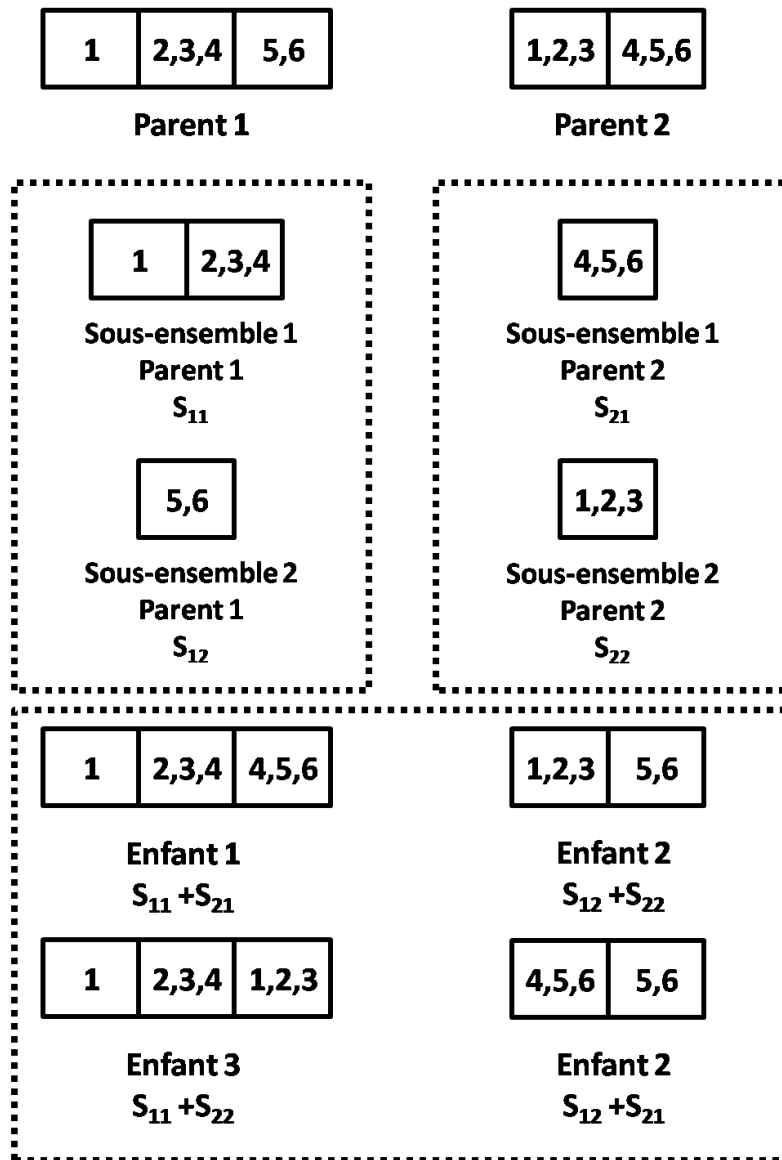 1 2,3,4 5,6
1,2,3 4,5,6
Parent 1
Parent 2
1 2,3,4
Sous-ensemble 1
Parent 1
S₁₁
5,6
Sous-ensemble 2
Parent 1
S₁₂
4,5,6
Sous-ensemble 1
Parent 2
S₂₁
1,2,3
Sous-ensemble 2
Parent 2
S₂₂
1 2,3,4 4,5,6
Enfant 1
S₁₁ +S₂₁
1,2,3 5,6
Enfant 2
S₁₂ +S₂₂
1 2,3,4 1,2,3
Enfant 3
S₁₁ +S₂₂
4,5,6 5,6
Enfant 2
S₁₂ +S₂₁